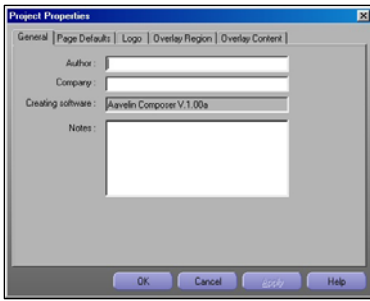 Project Properties
General Page Defaults Logo Overlay Region Overlay Content
Author :
Company :
Creating software : Aavelin Composer V.1.00a
Notes :
OK Cancel Apply Help